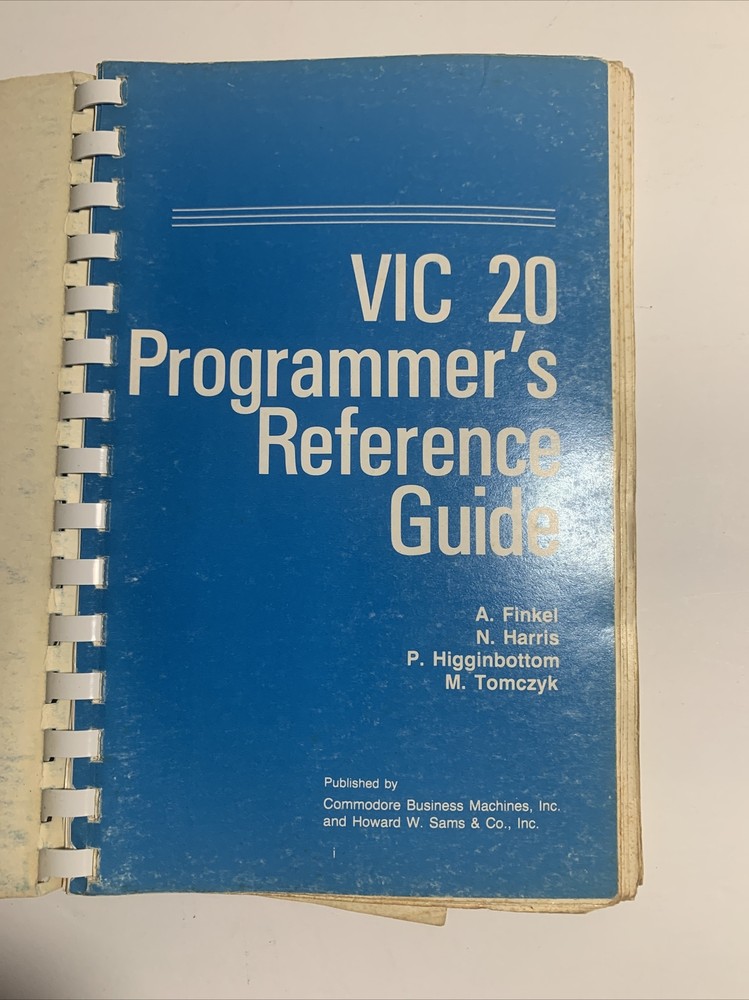 VIC 20
Programmer's
Reference
Guide
A. Finkel
N. Harris
P. Higginbottom
M. Tomczyk
Published by
Commodore Business Machines, Inc.
and Howard W. Sams & Co., Inc.
i